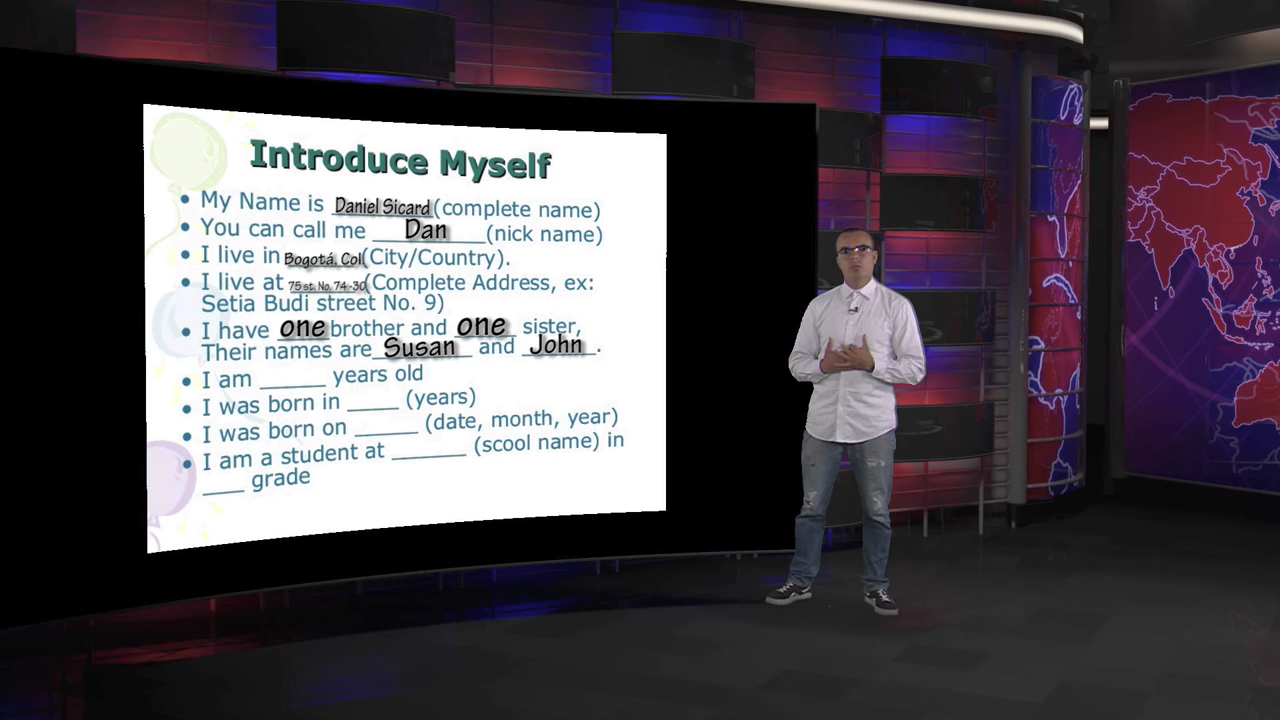 Introduce Myself
• My Name is Daniel Sicard (complete name)
• You can call me Dan (nick name)
• I live in Bogotá, Col (City/Country).
• I live at 75 st. No. 74-30 (Complete Address, ex:
Setia Budi street No. 9)
• I have one brother and one sister,
Their names are Susan and John.
• I am _____ years old
• I was born in ____ (years)
• I was born on _____ (date, month, year)
• I am a student at ______ (scool name) in
___ grade